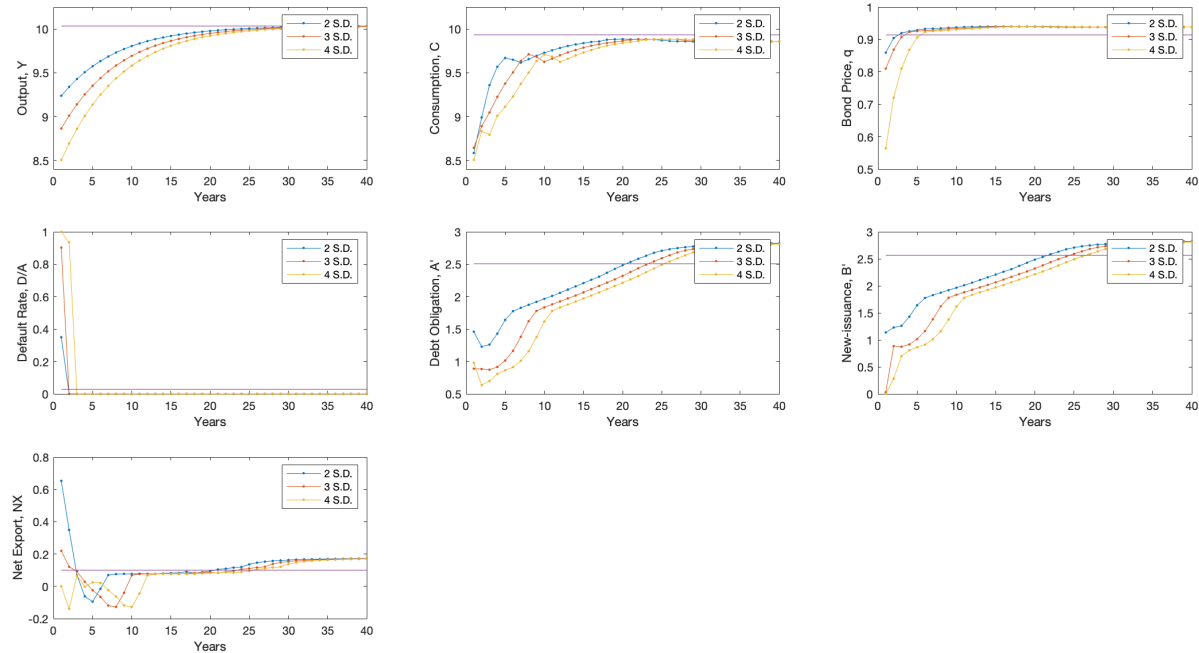 Output, Y
10
9.5
9
8.5
0 5 10 15 20 25 30 35 40
Years
2 S.D.
3 S.D.
4 S.D.
Consumption, C
10
9.5
9
8.5
0 5 10 15 20 25 30 35 40
Years
2 S.D.
3 S.D.
4 S.D.
Bond Price, q
1
0.9
0.8
0.7
0.6
0.5
0 5 10 15 20 25 30 35 40
Years
2 S.D.
3 S.D.
4 S.D.
Default Rate, D/A
1
0.8
0.6
0.4
0.2
0
0 5 10 15 20 25 30 35 40
Years
2 S.D.
3 S.D.
4 S.D.
Debt Obligation, A'
3
2.5
2
1.5
1
0.5
0 5 10 15 20 25 30 35 40
Years
2 S.D.
3 S.D.
4 S.D.
New-issuance, B'
3
2.5
2
1.5
1
0.5
0
0 5 10 15 20 25 30 35 40
Years
2 S.D.
3 S.D.
4 S.D.
Net Export, NX
0.8
0.6
0.4
0.2
0
-0.2
0 5 10 15 20 25 30 35 40
Years
2 S.D.
3 S.D.
4 S.D.